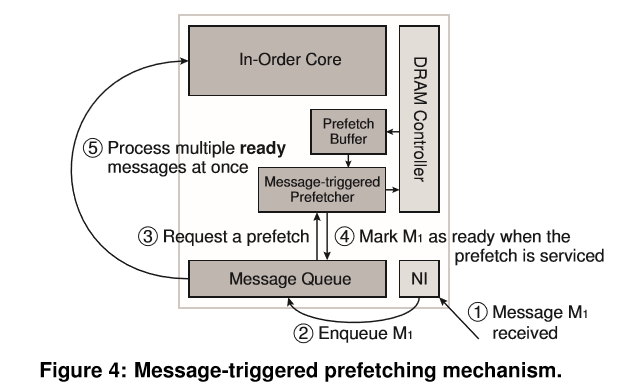 In-Order Core
DRAM Controller
Prefetch
Buffer
⑤ Process multiple ready
messages at once
Message-triggered
Prefetcher
③ Request a prefetch
④ Mark M1 as ready when the
prefetch is serviced
Message Queue
NI
① Message M1
received
② Enqueue M1
Figure 4: Message-triggered prefetching mechanism.